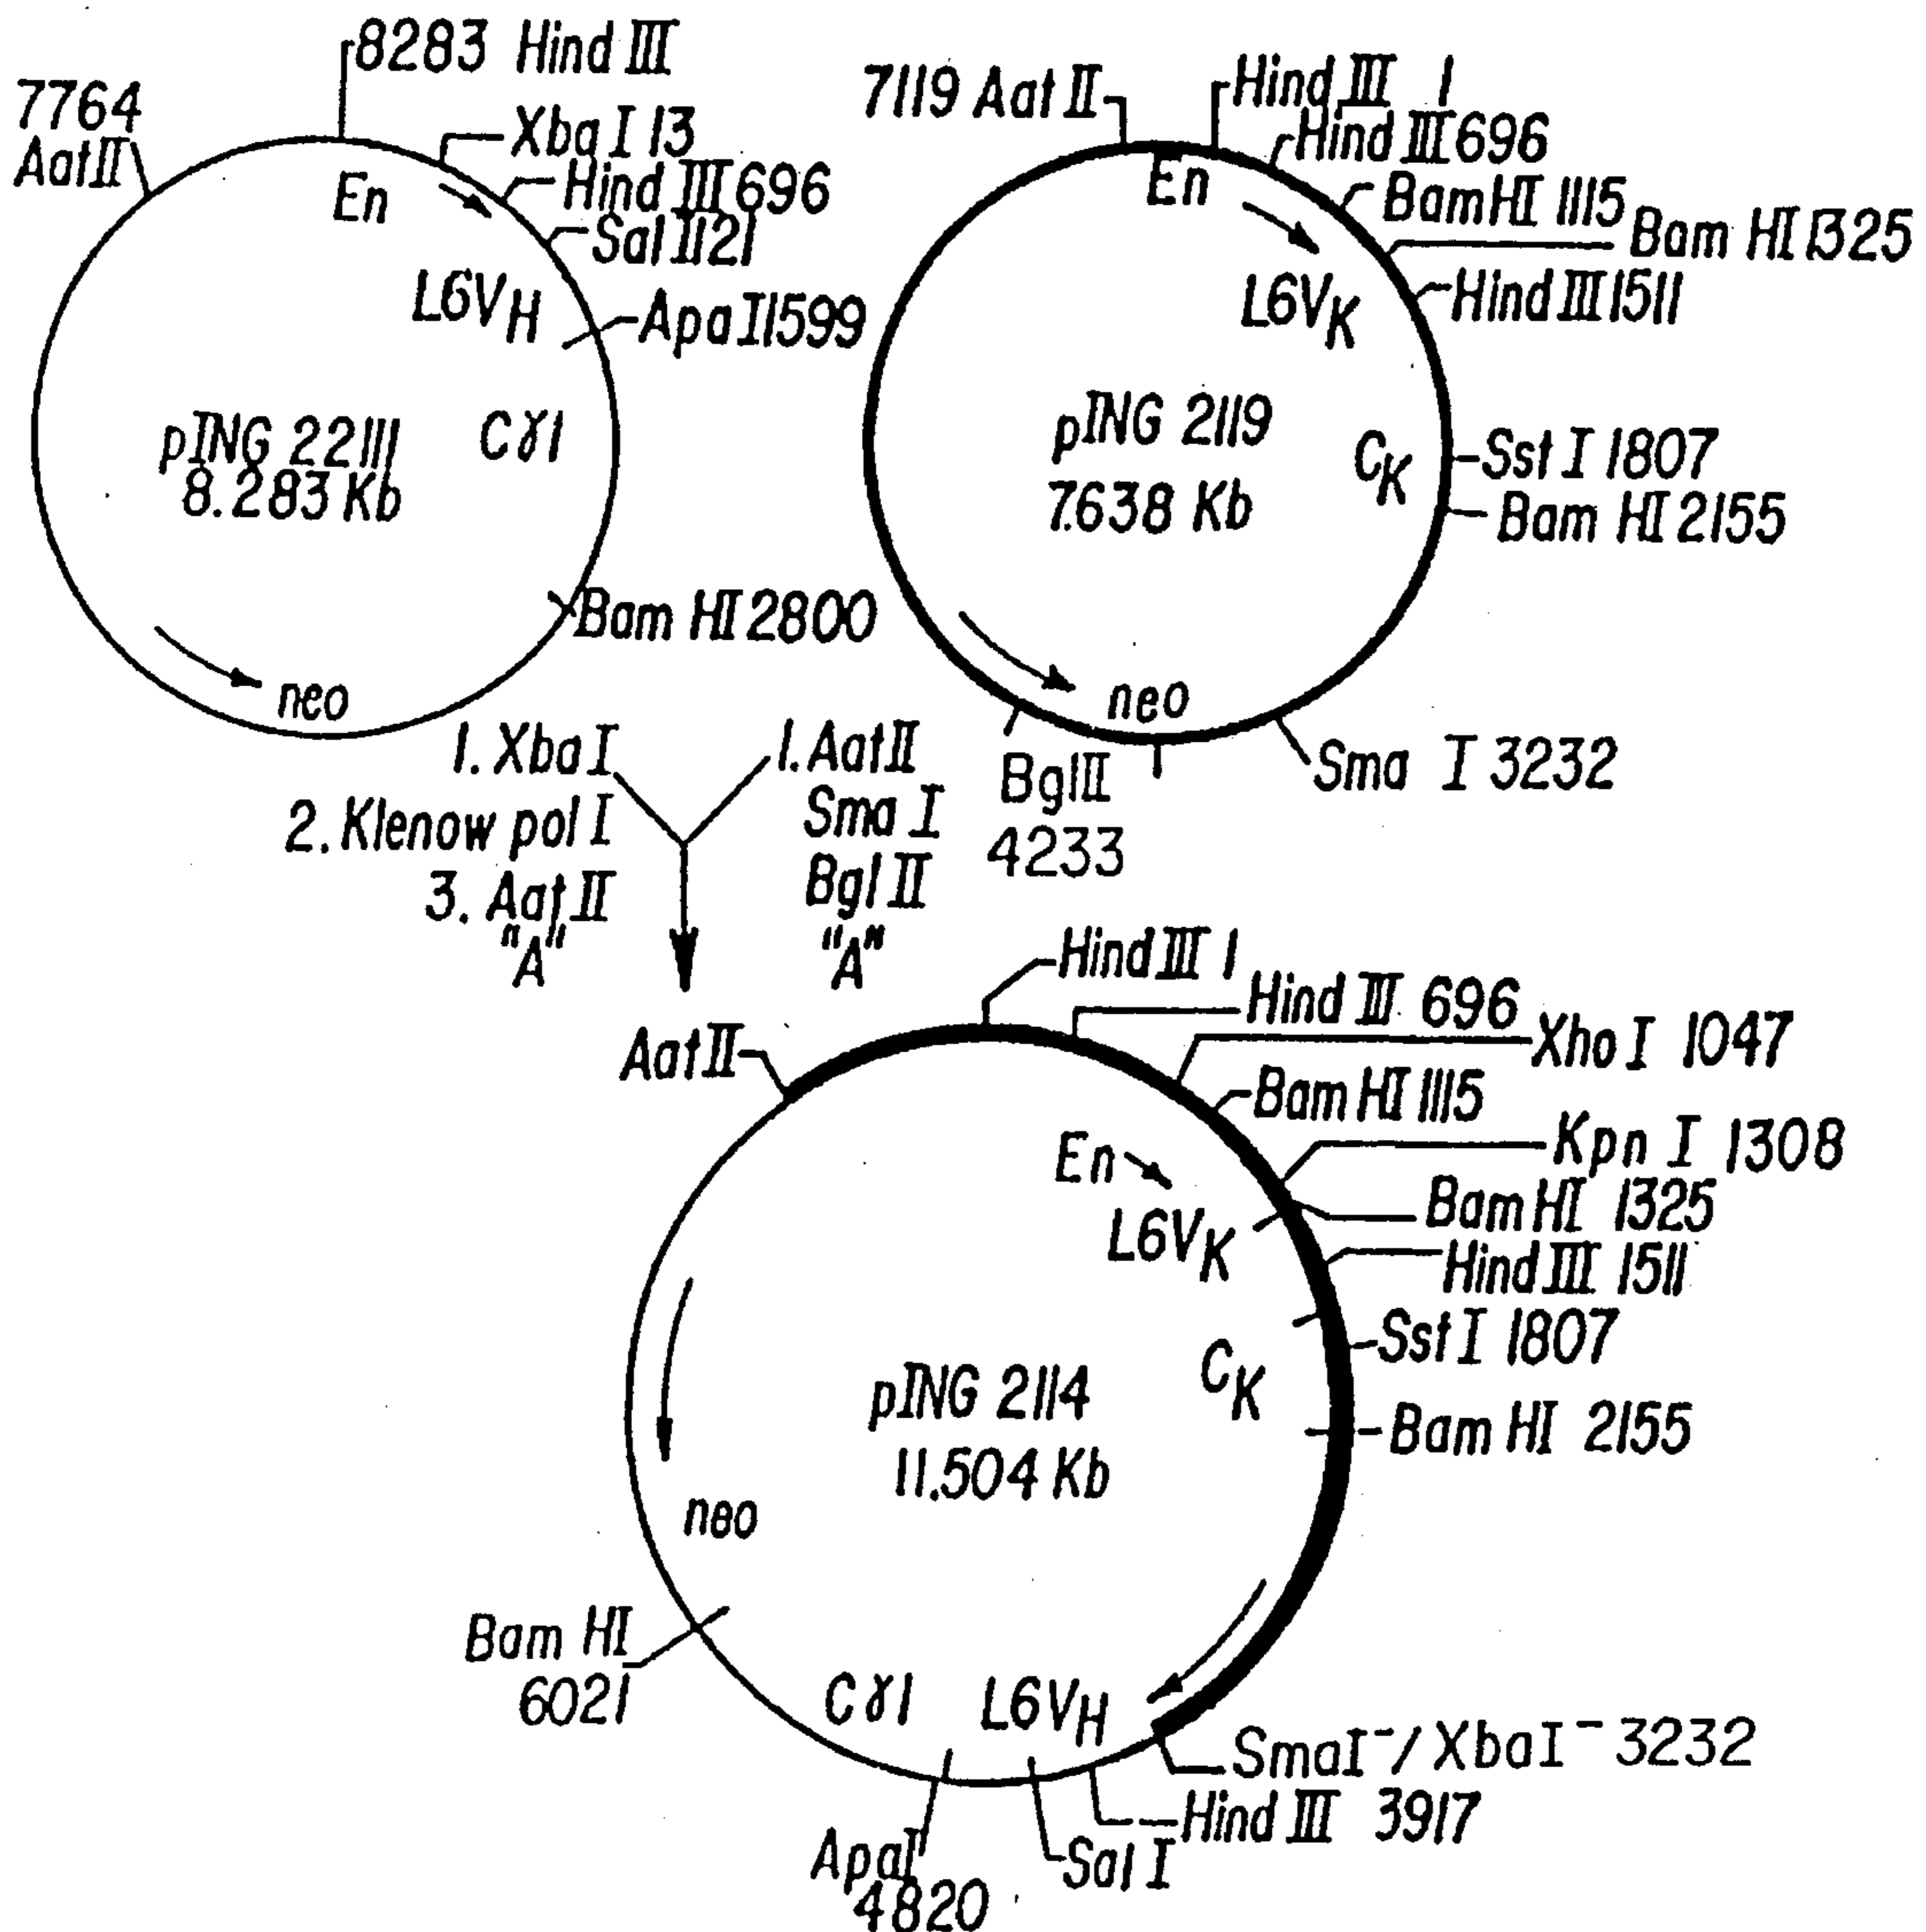 8283 Hind III
7764
Aat II
Xba I 13
Hind III 696
Sal I 1121
En
L6VH
Apa I 1599
pING 2211
8.283 Kb
Cγ1
Bam HI 2800
neo
7119 Aat II
Hind III 1
Hind III 696
Bam HI 1115
Bam HI 1325
Hind III 1511
En
L6VK
pING 2119
7.638 Kb
CK
Sst I 1807
Bam HI 2155
neo
Bgl II
4233
Sma I 3232
1. Xba I
2. Klenow pol I
3. Aat II
"A"
1. Aat II
Sma I
Bgl II
"A"
Hind III 1
Hind III 696
Xho I 1047
Aat II
Bam HI 1115
Kpn I 1308
En
Bam HI 1325
L6VK
Hind III 1511
Sst I 1807
CK
pING 2114
11.504 Kb
Bam HI 2155
neo
Bam HI
6021
Cγ1
L6VH
SmaI⁻/XbaI⁻ 3232
Hind III 3917
Sal I
ApaI
4820